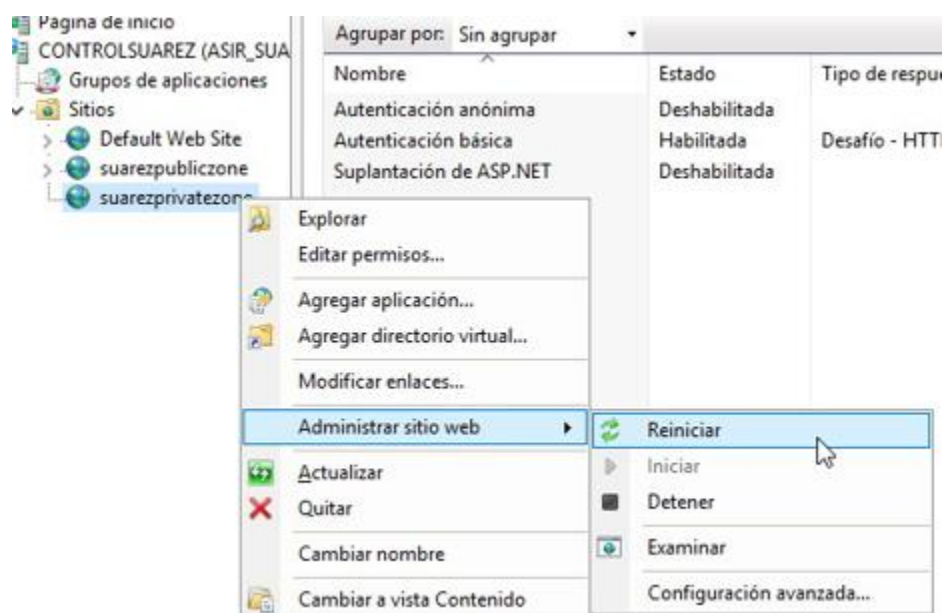 Página de inicio
CONTROLSUAREZ (ASIR_SUA
Grupos de aplicaciones
Sitios
Default Web Site
suarezpubliczone
suarezprivatezone
Agrupar por: Sin agrupar
Nombre Estado Tipo de respue
Autenticación anónima Deshabilitada
Autenticación básica Habilitada Desafío - HTT
Suplantación de ASP.NET Deshabilitada
Explorar
Editar permisos...
Agregar aplicación...
Agregar directorio virtual...
Modificar enlaces...
Administrar sitio web
Actualizar
Quitar
Cambiar nombre
Cambiar a vista Contenido
Reiniciar
Iniciar
Detener
Examinar
Configuración avanzada...